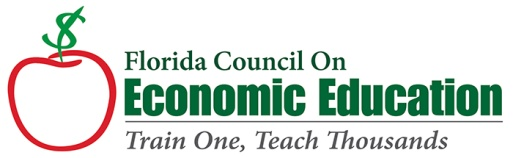 Florida Council On
Economic Education
Train One, Teach Thousands